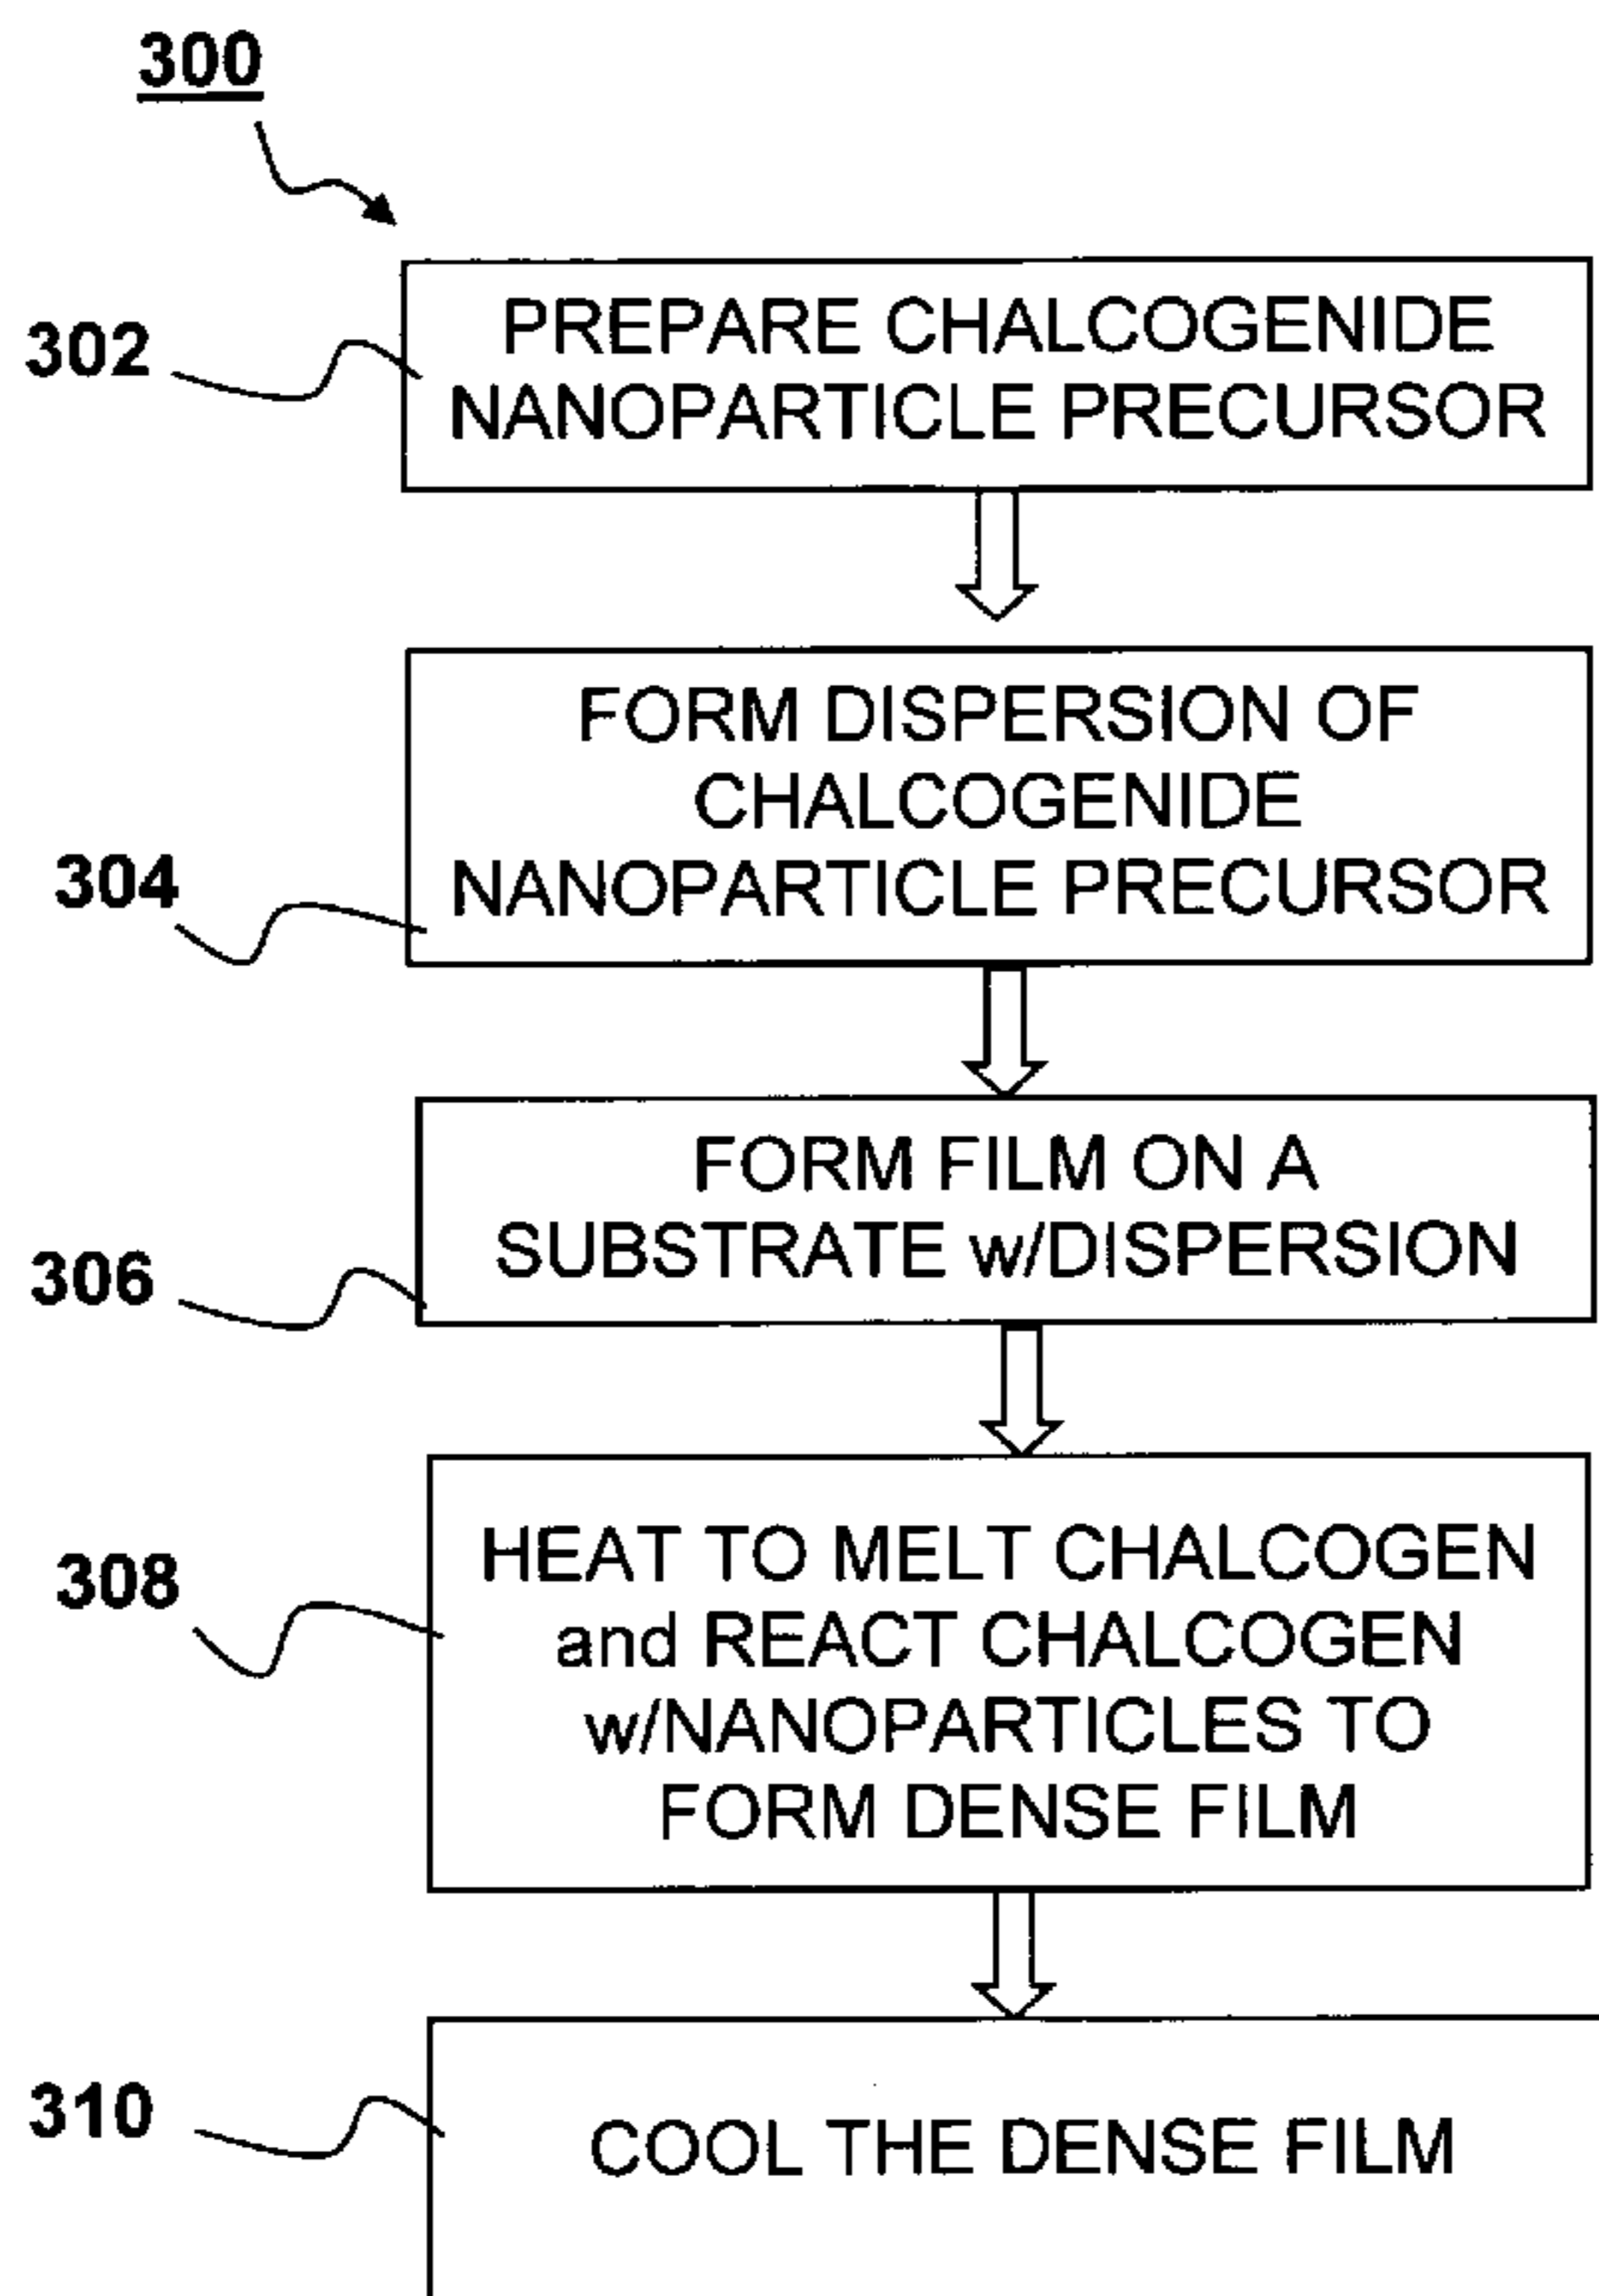 300
302
PREPARE CHALCOGENIDE
NANOPARTICLE PRECURSOR
304
FORM DISPERSION OF
CHALCOGENIDE
NANOPARTICLE PRECURSOR
306
FORM FILM ON A
SUBSTRATE w/DISPERSION
308
HEAT TO MELT CHALCOGEN
and REACT CHALCOGEN
w/NANOPARTICLES TO
FORM DENSE FILM
310
COOL THE DENSE FILM